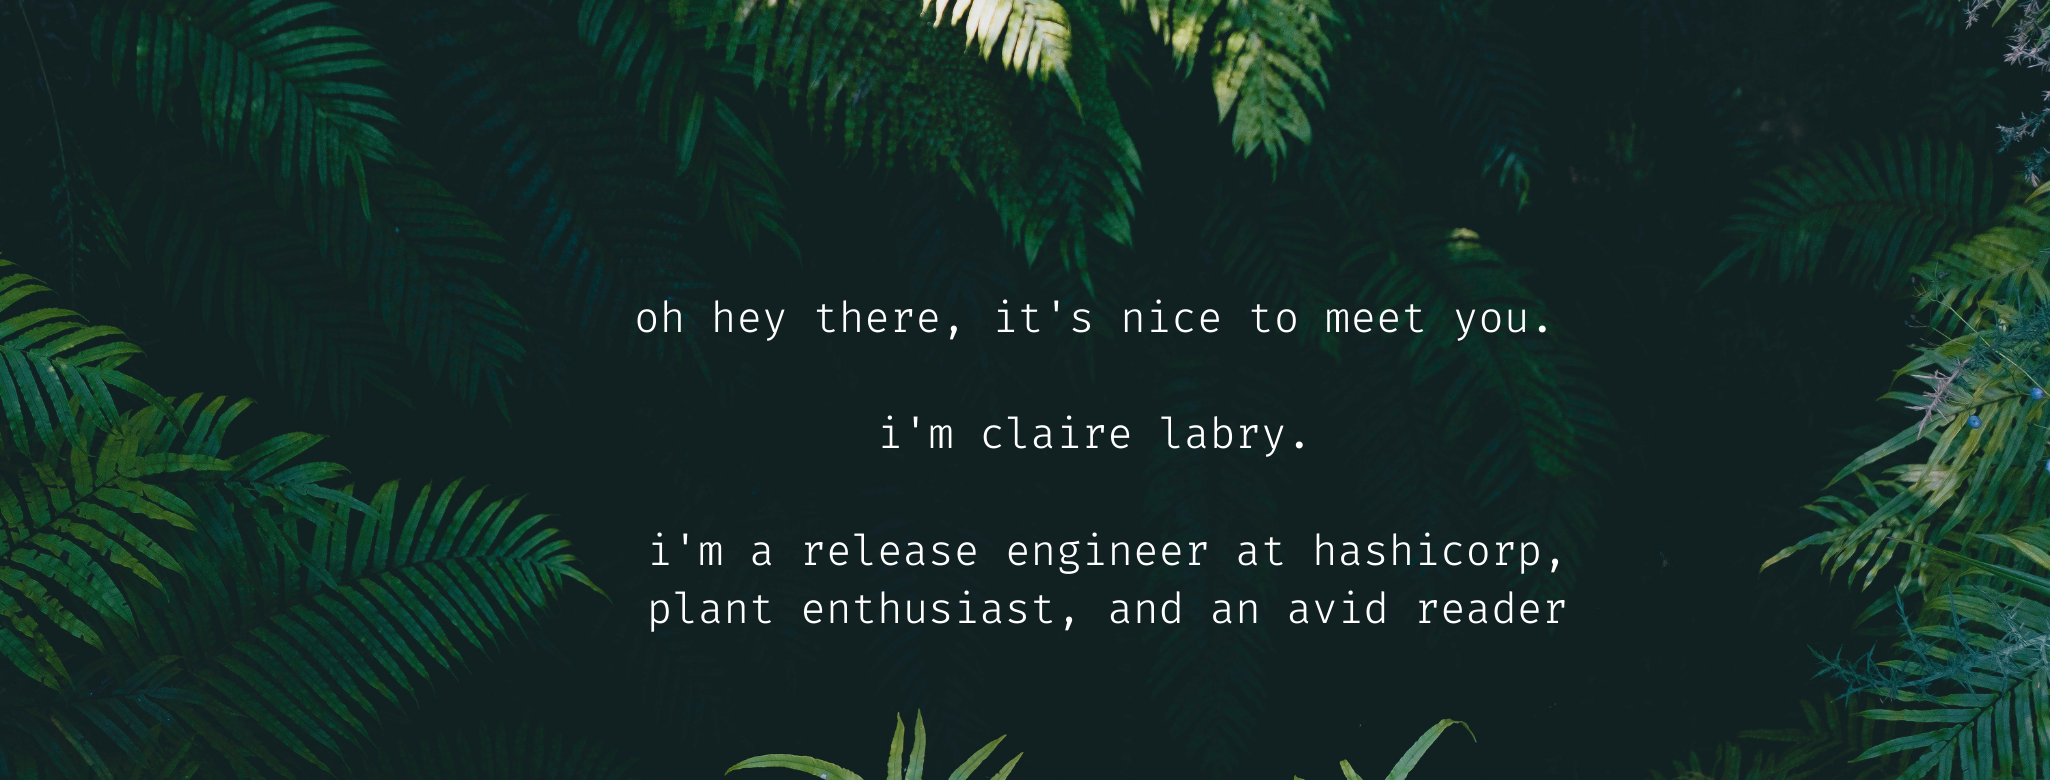 oh hey there, it's nice to meet you.
i'm claire labry.
i'm a release engineer at hashicorp,
plant enthusiast, and an avid reader